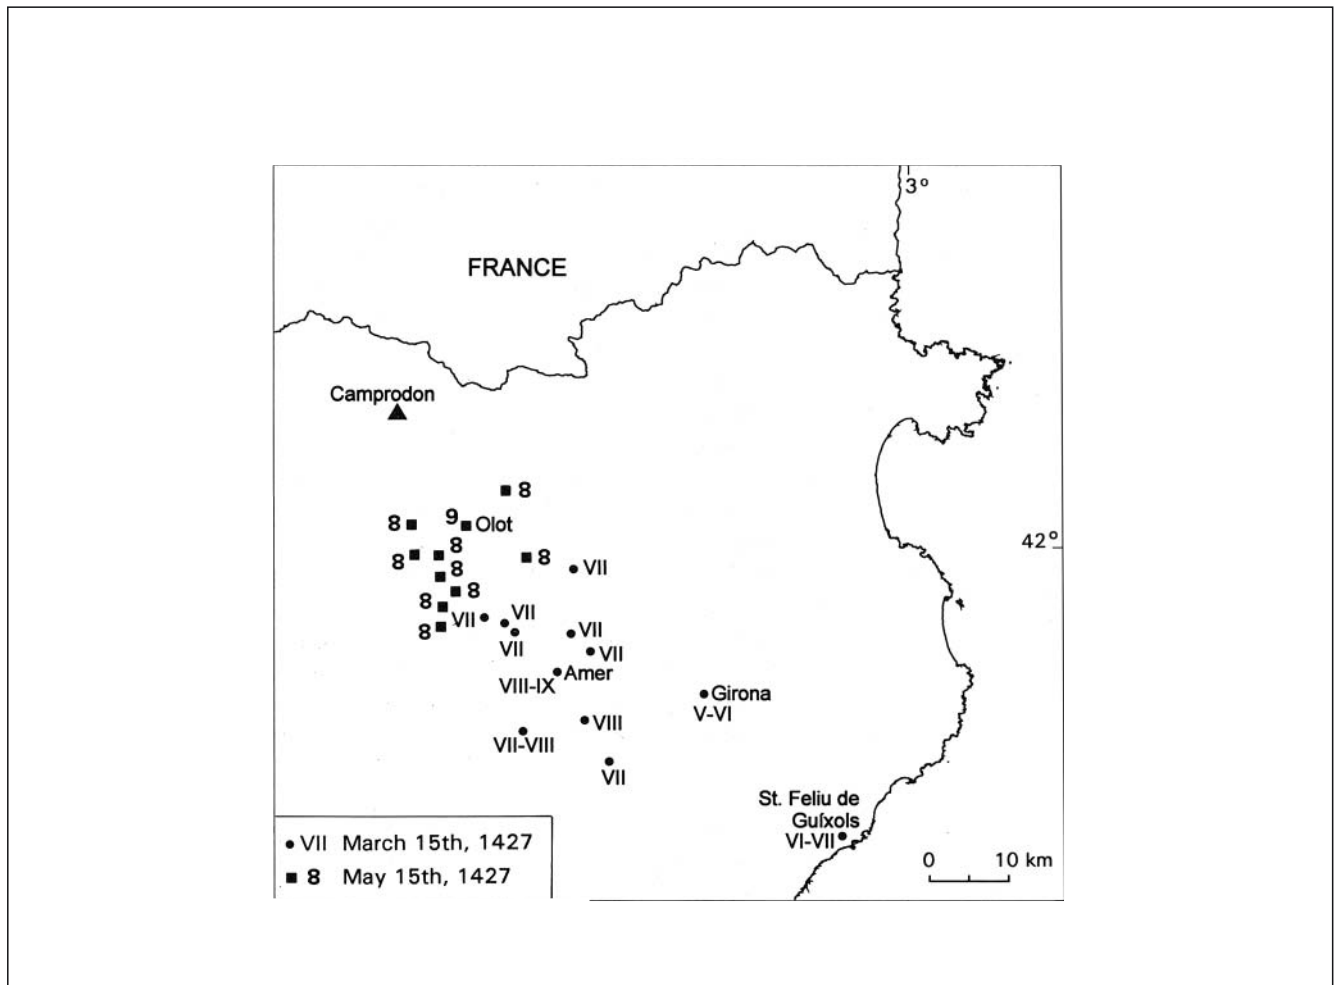 3°
FRANCE
Camprodon
8
8
9
Olot
42°
8
8
8
VII
8
8
8
VII
VII
VII
8
VII
VII
Amer
VIII-IX
Girona
V-VI
VIII
VII-VIII
VII
St. Feliu de
Guíxols
VI-VII
VII March 15th, 1427
8 May 15th, 1427
0 10 km